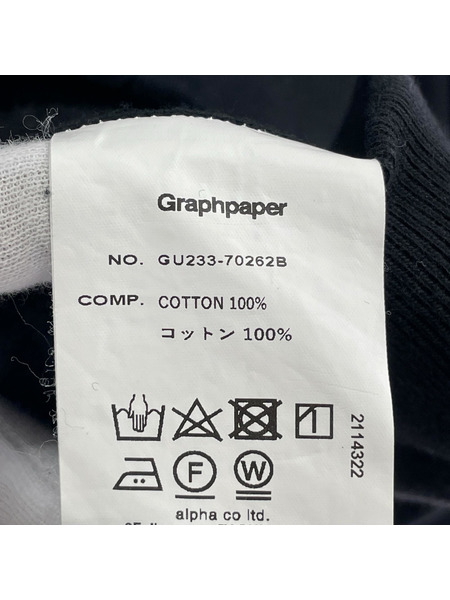 Graphpaper
NO. GU233-70262B
COMP. COTTON 100%
コットン 100%
F
W
2114322
alpha co ltd.